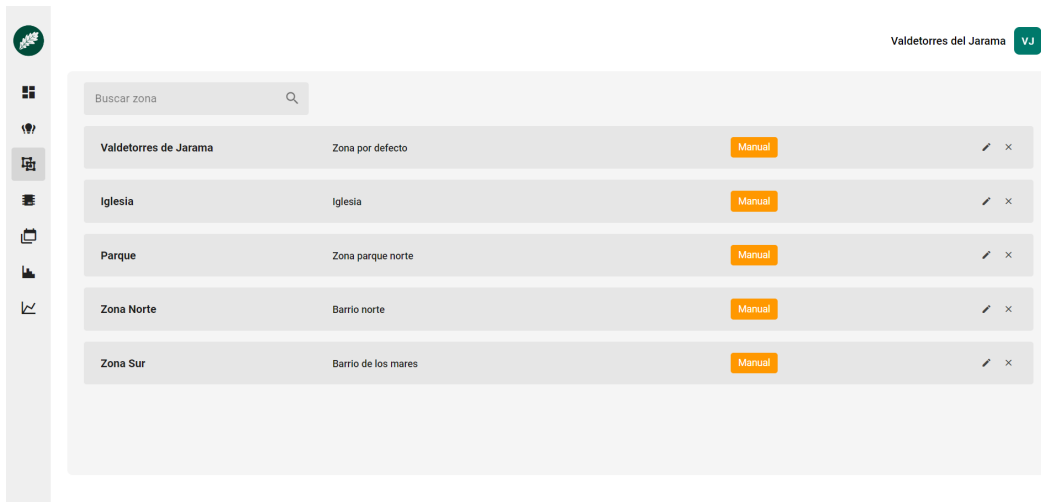 Valdetorres del Jarama VJ
Buscar zona
Valdetorres de Jarama Zona por defecto Manual
Iglesia Iglesia Manual
Parque Zona parque norte Manual
Zona Norte Barrio norte Manual
Zona Sur Barrio de los mares Manual